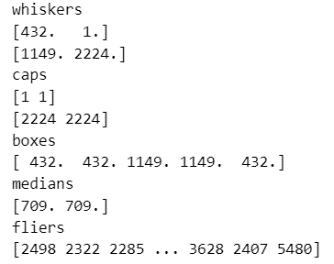 whiskers
[432.   1.]
[1149. 2224.]
caps
[1 1]
[2224 2224]
boxes
[ 432.  432. 1149. 1149.  432.]
medians
[709. 709.]
fliers
[2498 2322 2285 ... 3628 2407 5480]